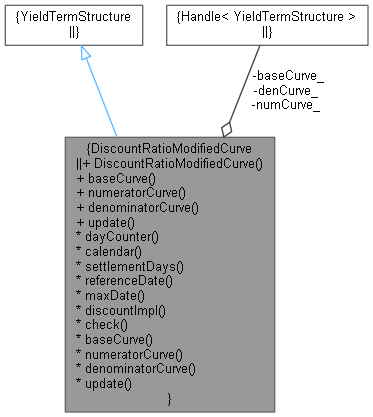 {YieldTermStructure
||}
{Handle< YieldTermStructure >
||}
-baseCurve_
-denCurve_
-numCurve_
{DiscountRatioModifiedCurve
||+ DiscountRatioModifiedCurve()
+ baseCurve()
+ numeratorCurve()
+ denominatorCurve()
+ update()
* dayCounter()
* calendar()
* settlementDays()
* referenceDate()
* maxDate()
* discountImpl()
* check()
* baseCurve()
* numeratorCurve()
* denominatorCurve()
* update()
}